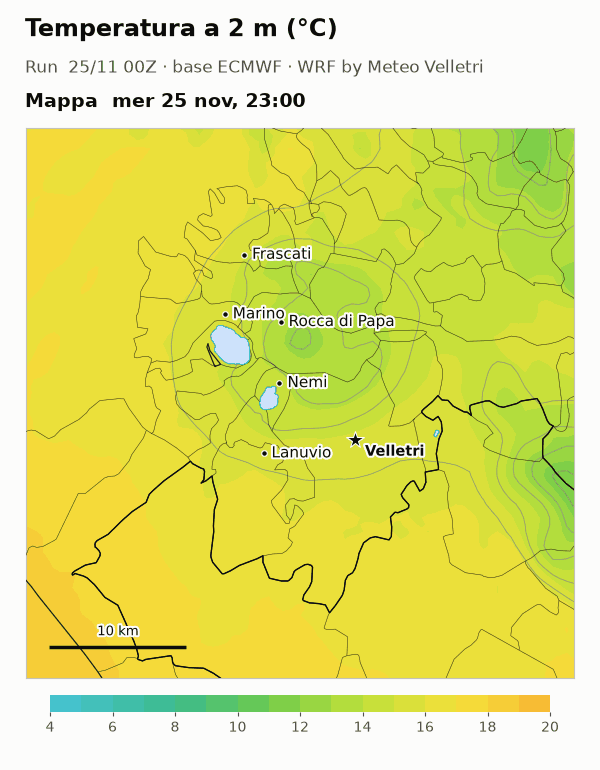 Temperatura a 2 m (°C)
Run  25/11 00Z · base ECMWF · WRF by Meteo Velletri
Mappa  mer 25 nov, 23:00
Frascati
Marino
Rocca di Papa
Nemi
Velletri
Lanuvio
10 km
4 6 8 10 12 14 16 18 20